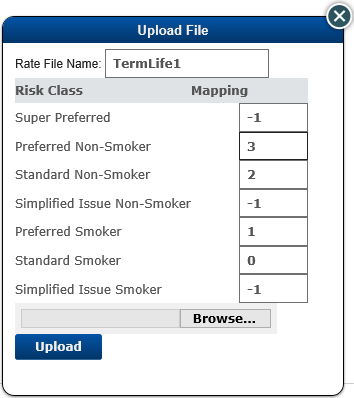 Upload File
Rate File Name: TermLife1
Risk Class Mapping
Super Preferred -1
Preferred Non-Smoker 3
Standard Non-Smoker 2
Simplified Issue Non-Smoker -1
Preferred Smoker 1
Standard Smoker 0
Simplified Issue Smoker -1
Browse...
Upload